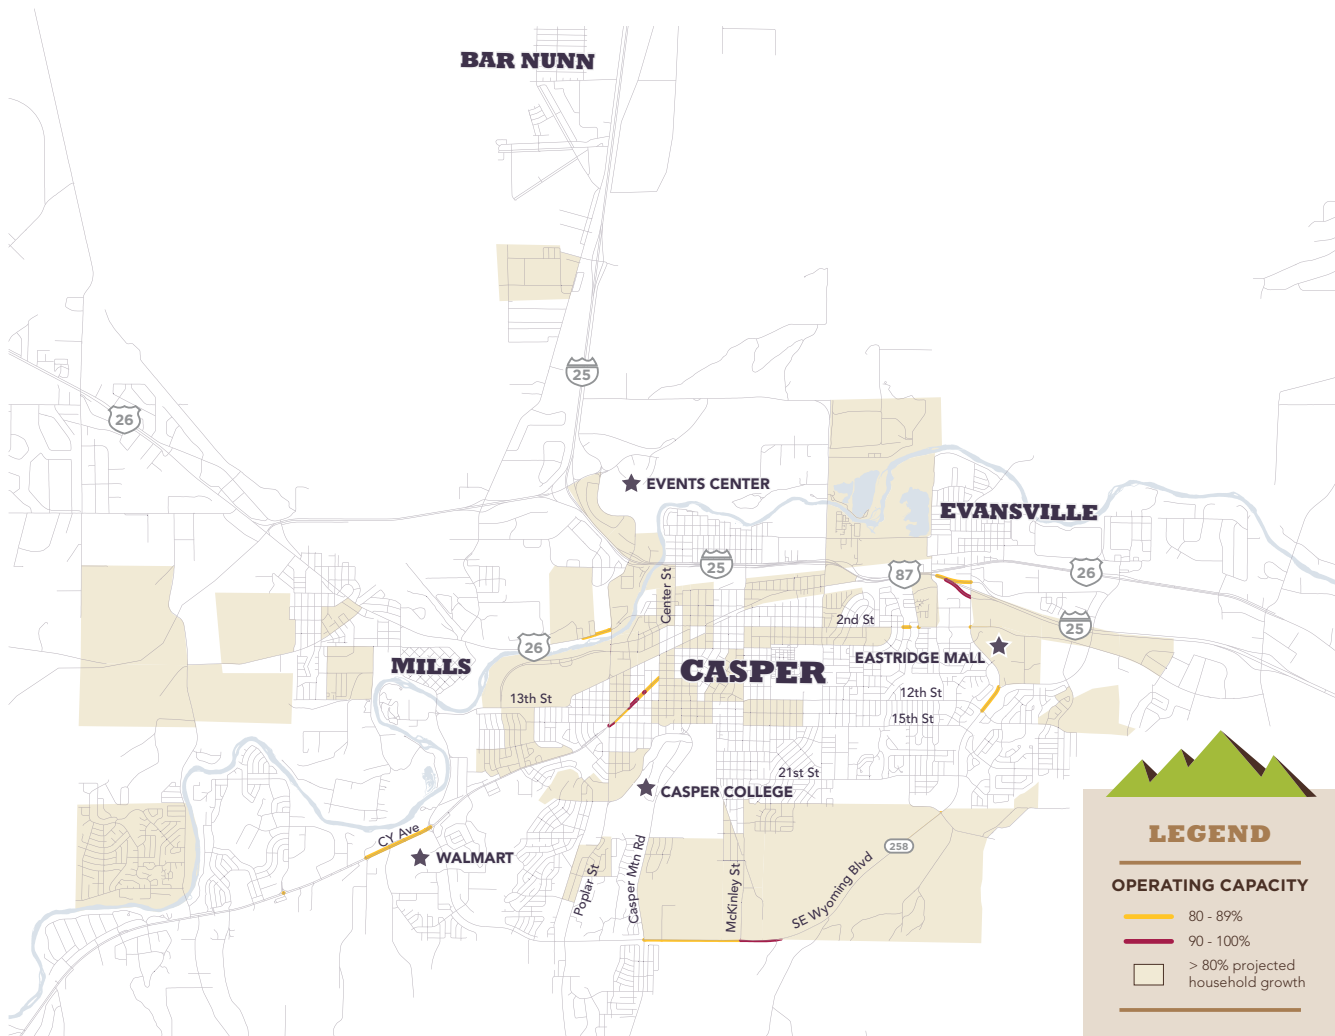 BAR NUNN
25
26
EVENTS CENTER
EVANSVILLE
25
87
26
Center St
2nd St
25
26
EASTRIDGE MALL
MILLS
CASPER
12th St
13th St
15th St
21st St
CASPER COLLEGE
CY Ave
WALMART
258
Poplar St
Casper Mtn Rd
McKinley St
SE Wyoming Blvd
LEGEND
OPERATING CAPACITY
80 - 89%
90 - 100%
> 80% projected
household growth